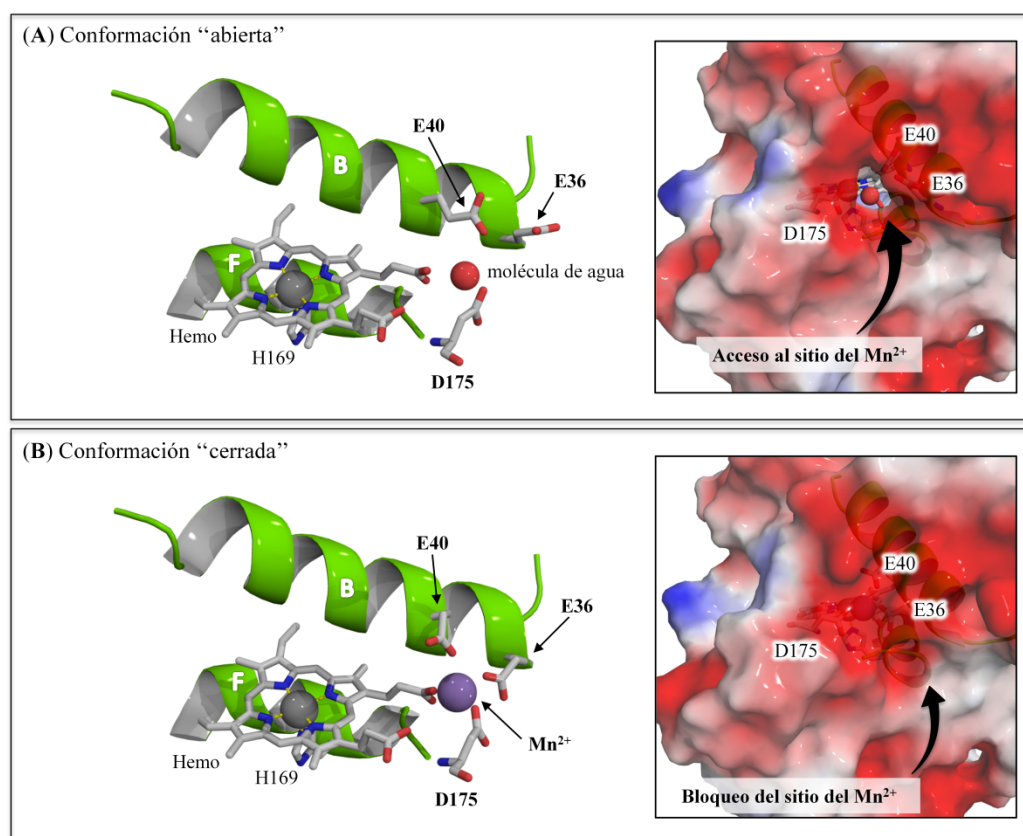 (A) Conformación “abierta”
B
E40
E36
F
molécula de agua
Hemo
H169
D175
E40
E36
D175
Acceso al sitio del Mn²⁺
(B) Conformación “cerrada”
B
E40
E36
F
Mn²⁺
Hemo
H169
D175
E40
E36
D175
Bloqueo del sitio del Mn²⁺